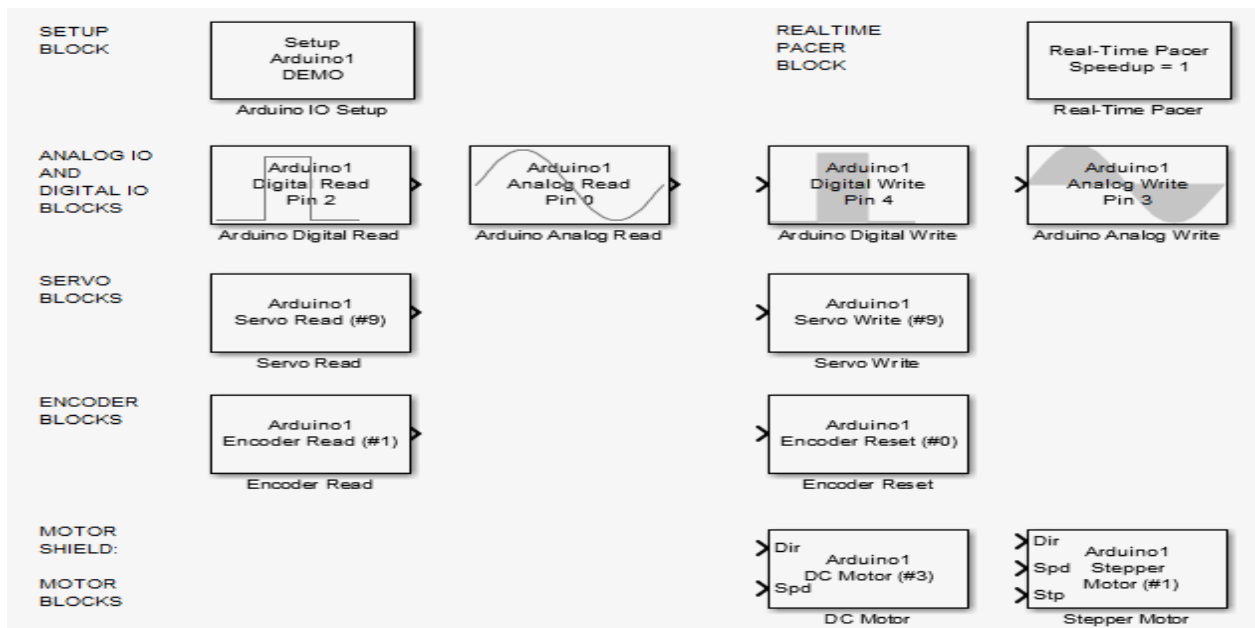 SETUP
BLOCK
Setup
Arduino1
DEMO
Arduino IO Setup
REALTIME
PACER
BLOCK
Real-Time Pacer
Speedup = 1
Real-Time Pacer
ANALOG IO
AND
DIGITAL IO
BLOCKS
Arduino1
Digital Read
Pin 2
Arduino Digital Read
Arduino1
Analog Read
Pin 0
Arduino Analog Read
Arduino1
Digital Write
Pin 4
Arduino Digital Write
Arduino1
Analog Write
Pin 3
Arduino Analog Write
SERVO
BLOCKS
Arduino1
Servo Read (#9)
Servo Read
Arduino1
Servo Write (#9)
Servo Write
ENCODER
BLOCKS
Arduino1
Encoder Read (#1)
Encoder Read
Arduino1
Encoder Reset (#0)
Encoder Reset
MOTOR
SHIELD:
MOTOR
BLOCKS
Dir
Spd
Arduino1
DC Motor (#3)
DC Motor
Dir
Spd
Stp
Arduino1
Stepper
Motor (#1)
Stepper Motor